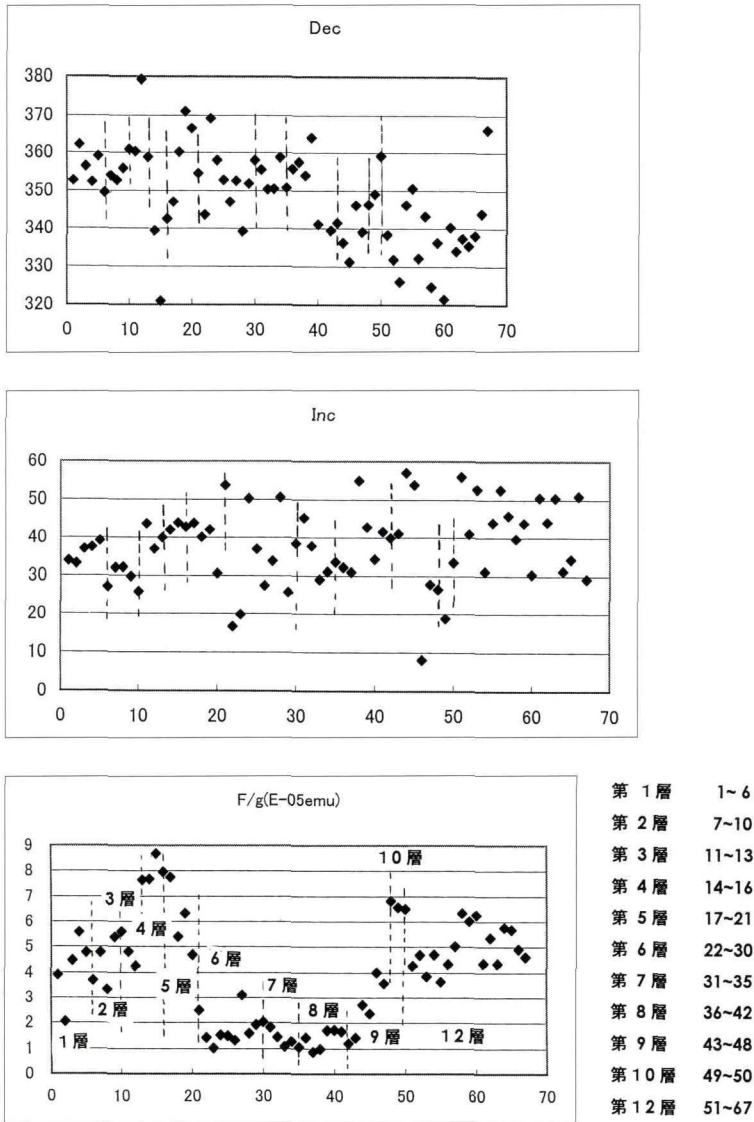 Dec
380
370
360
350
340
330
320
0 10 20 30 40 50 60 70
Inc
60
50
40
30
20
10
0
0 10 20 30 40 50 60 70
F/g(E-05emu)
9
8
7
6
5
4
3
2
1
0
0 10 20 30 40 50 60 70
1層
2層
3層
4層
5層
6層
7層
8層
9層
10層
12層
第 1層 1~ 6
第 2層 7~10
第 3層 11~13
第 4層 14~16
第 5層 17~21
第 6層 22~30
第 7層 31~35
第 8層 36~42
第 9層 43~48
第10層 49~50
第12層 51~67